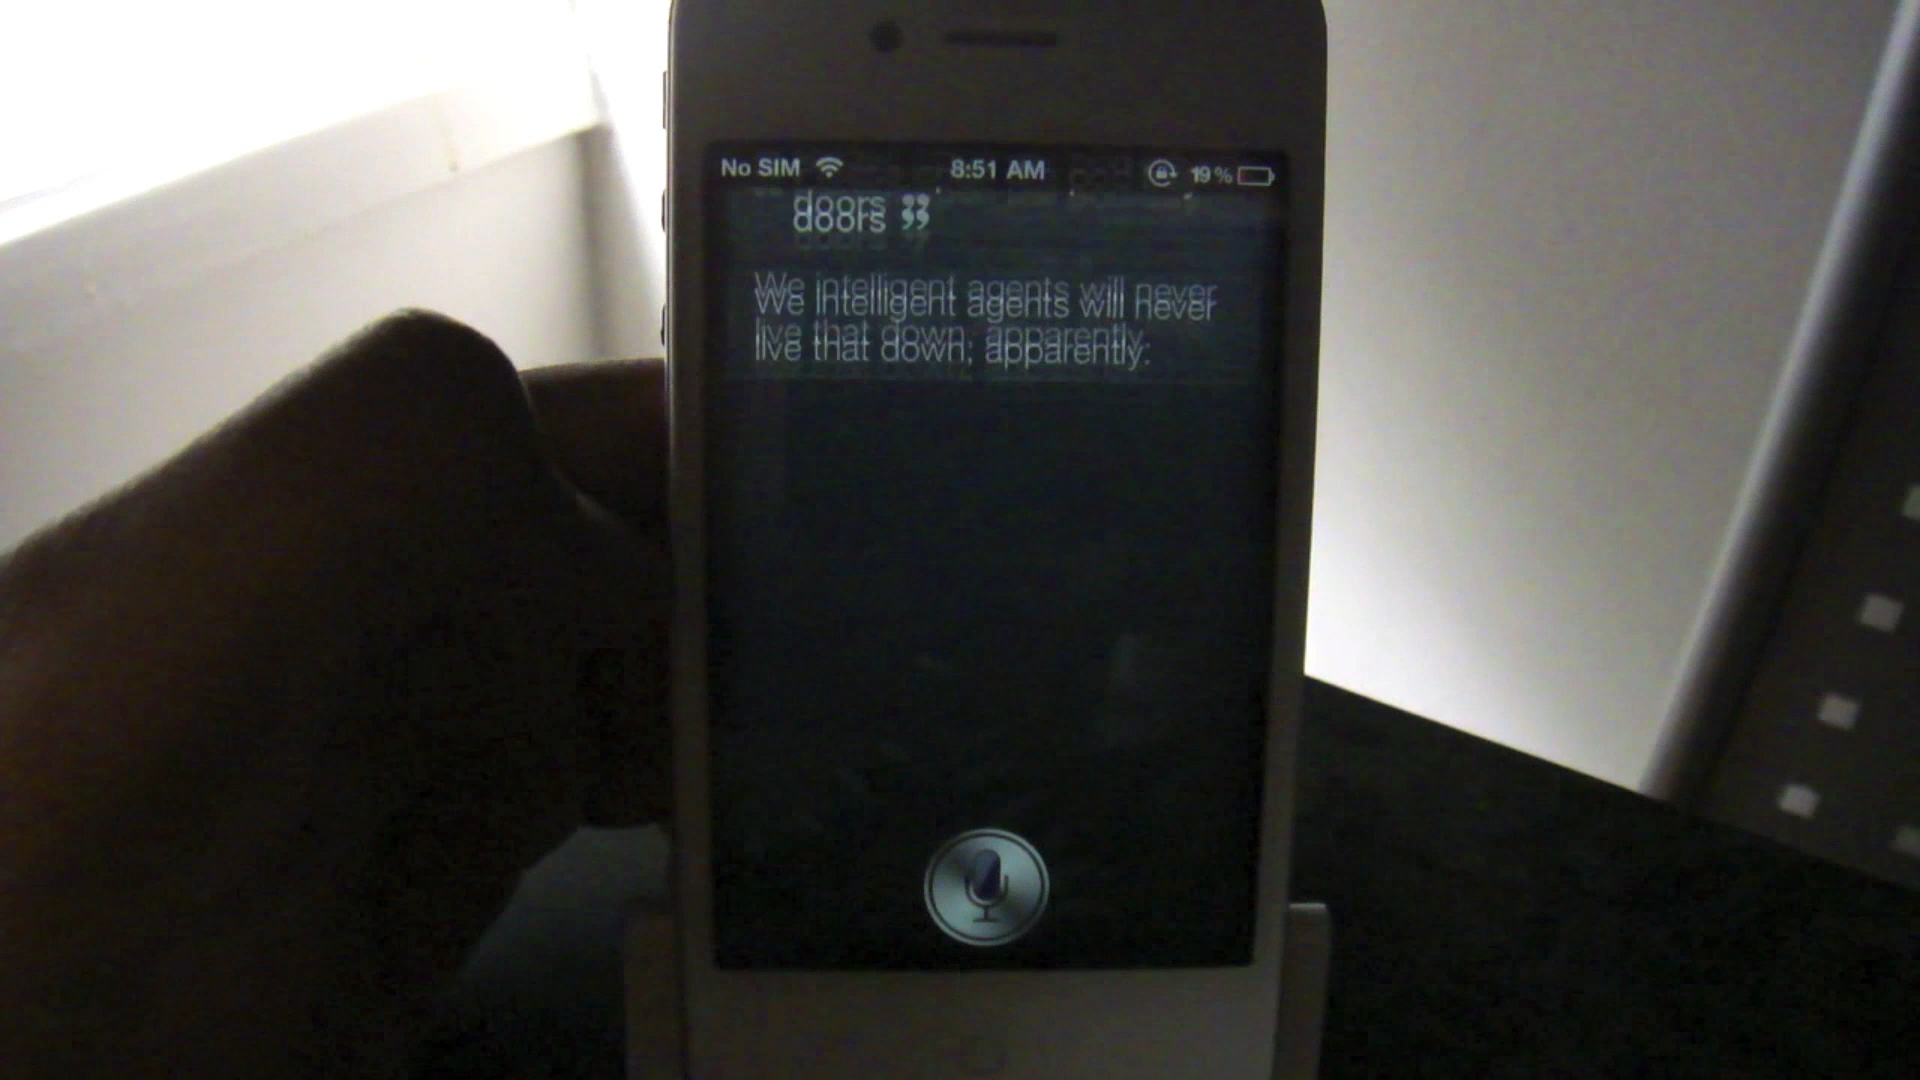 No SIM 8:51 AM 19%
doors ”
We intelligent agents will never
live that down, apparently.